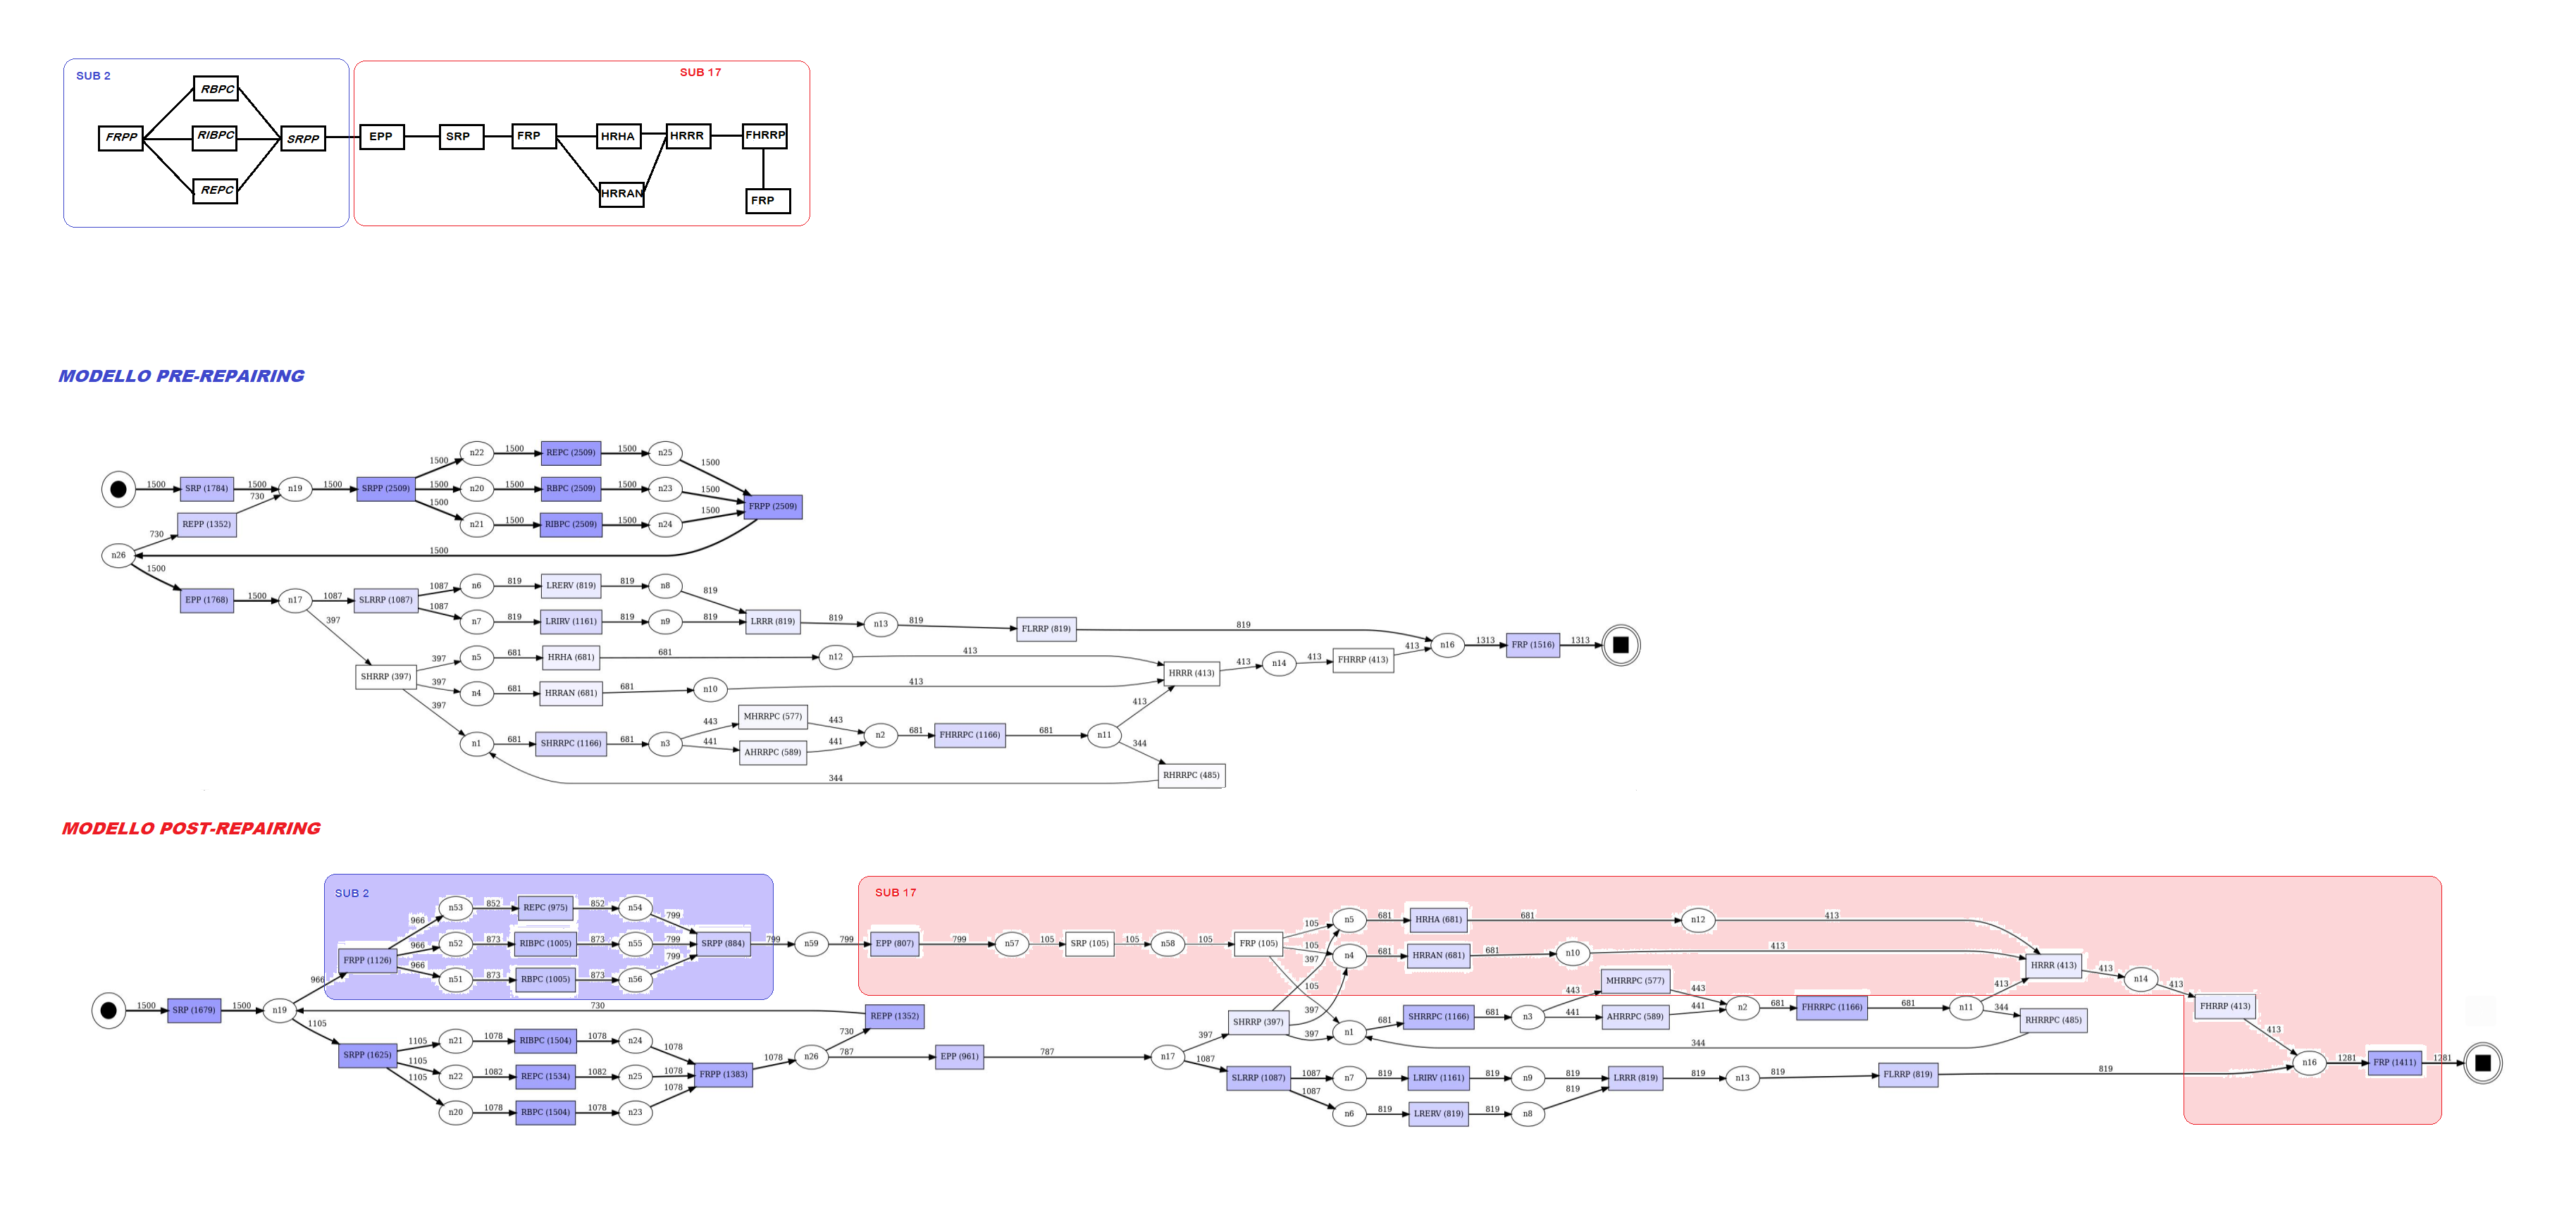 SUB 2
SUB 17
RBPC
FRPP
RIBPC
SRPP
EPP
SRP
FRP
HRHA
HRRR
FHRRP
REPC
HRRAN
FRP
MODELLO PRE-REPAIRING
n22
1500
REPC (2509)
1500
n25
1500
1500
1500
SRP (1784)
1500
730
n19
1500
SRPP (2509)
1500
n20
1500
RBPC (2509)
1500
n23
1500
FRPP (2509)
1500
n21
1500
RIBPC (2509)
1500
n24
1500
REPP (1352)
730
n26
1500
1500
EPP (1768)
1500
n17
1087
SLRRP (1087)
1087
n6
819
LRERV (819)
819
n8
819
1087
n7
819
LRIRV (1161)
819
n9
819
LRRR (819)
819
n13
819
FLRRP (819)
819
n16
1313
FRP (1516)
1313
397
SHRRP (397)
397
n5
681
HRHA (681)
681
n12
413
397
n4
681
HRRAN (681)
681
n10
413
HRRR (413)
413
n14
413
FHRRP (413)
413
397
n1
681
SHRRPC (1166)
681
n3
443
MHRRPC (577)
443
441
AHRRPC (589)
441
n2
681
FHRRPC (1166)
681
n11
413
344
RHRRPC (485)
344
MODELLO POST-REPAIRING
SUB 2
SUB 17
n53
852
REPC (975)
852
n54
799
966
966
n52
873
RIBPC (1005)
873
n55
799
SRPP (884)
799
n59
799
EPP (807)
799
n57
105
SRP (105)
105
n58
105
FRP (105)
FRPP (1126)
966
n51
873
RBPC (1005)
873
n56
799
966
1500
SRP (1679)
1500
n19
730
REPP (1352)
730
1105
SRPP (1625)
1105
n21
1078
RIBPC (1504)
1078
n24
1078
1105
n22
1082
REPC (1534)
1082
n25
1078
FRPP (1383)
1078
n26
787
EPP (961)
787
n17
1105
n20
1078
RBPC (1504)
1078
n23
1078
105
n5
681
HRHA (681)
681
n12
413
105
397
n4
681
HRRAN (681)
681
n10
413
HRRR (413)
413
n14
413
FHRRP (413)
413
105
397
SHRRP (397)
397
397
n1
681
SHRRPC (1166)
681
n3
443
MHRRPC (577)
443
441
AHRRPC (589)
441
n2
681
FHRRPC (1166)
681
n11
413
344
RHRRPC (485)
344
1087
SLRRP (1087)
1087
n7
819
LRIRV (1161)
819
n9
819
LRRR (819)
819
n13
819
FLRRP (819)
819
n16
1281
FRP (1411)
1281
1087
n6
819
LRERV (819)
819
n8
819